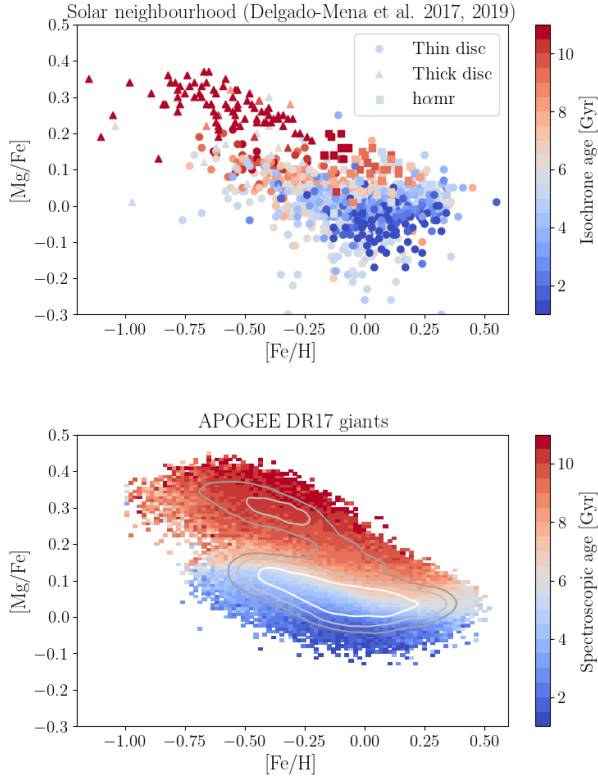 Solar neighbourhood (Delgado-Mena et al. 2017, 2019)
0.5
0.4
0.3
0.2
0.1
0.0
−0.1
−0.2
−0.3
[Mg/Fe]
Thin disc
Thick disc
hαmr
−1.00 −0.75 −0.50 −0.25 0.00 0.25 0.50
[Fe/H]
10
8
6
4
2
Isochrone age [Gyr]
APOGEE DR17 giants
0.5
0.4
0.3
0.2
0.1
0.0
−0.1
−0.2
−0.3
[Mg/Fe]
−1.00 −0.75 −0.50 −0.25 0.00 0.25 0.50
[Fe/H]
10
8
6
4
2
Spectroscopic age [Gyr]